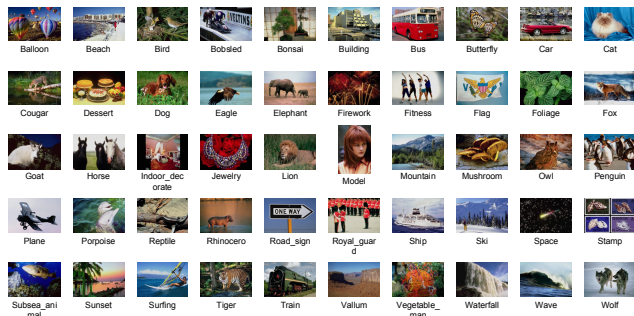 Balloon Beach Bird Bobsled Bonsai Building Bus Butterfly Car Cat
Cougar Dessert Dog Eagle Elephant Firework Fitness Flag Foliage Fox
Goat Horse Indoor_dec Jewelry Lion Model Mountain Mushroom Owl Penguin
orate
ONE WAY
Plane Porpoise Reptile Rhinocero Road_sign Royal_guar Ship Ski Space Stamp
d
Subsea_ani Sunset Surfing Tiger Train Vallum Vegetable_ Waterfall Wave Wolf